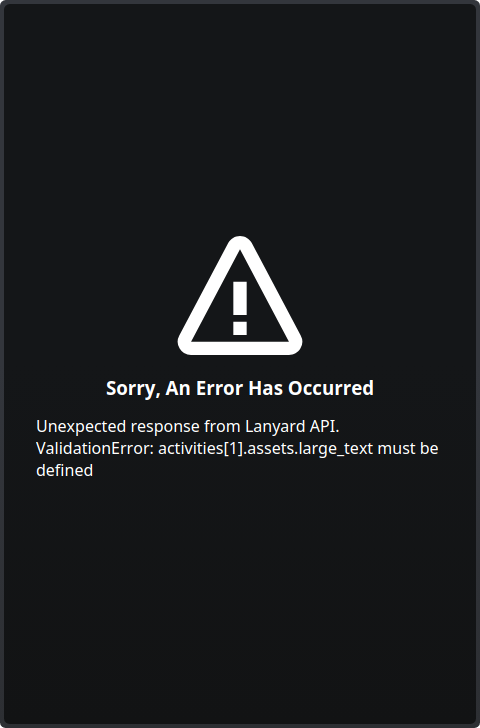 Sorry, An Error Has Occurred
Unexpected response from Lanyard API.
ValidationError: activities[1].assets.large_text must be
defined